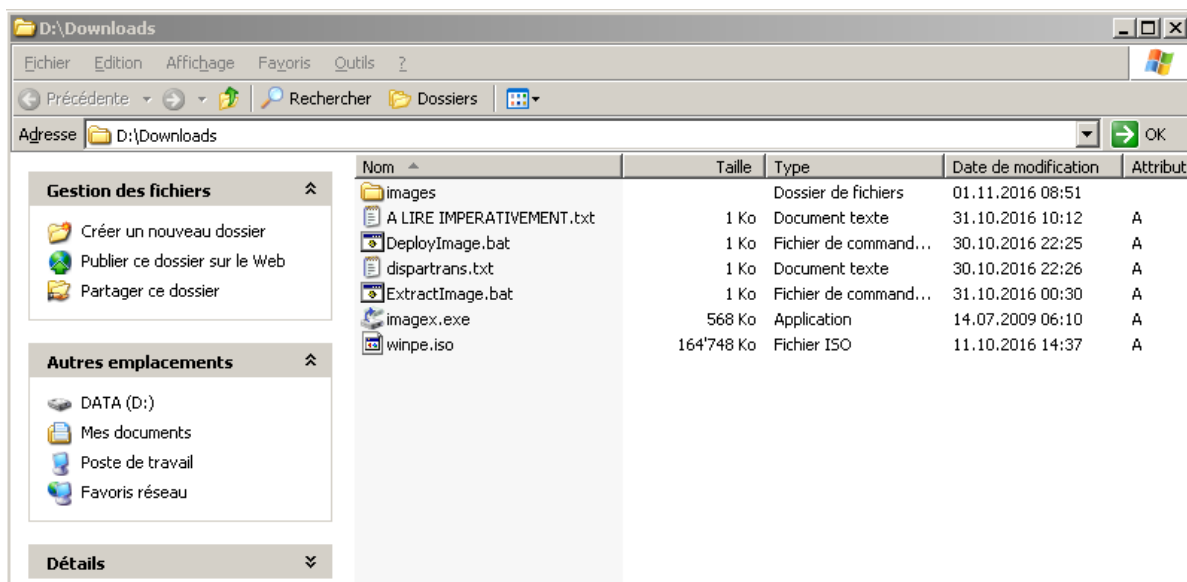 D:\Downloads
Fichier Edition Affichage Favoris Outils ?
Précédente Rechercher Dossiers
Adresse D:\Downloads OK
Gestion des fichiers
Créer un nouveau dossier
Publier ce dossier sur le Web
Partager ce dossier
Autres emplacements
DATA (D:)
Mes documents
Poste de travail
Favoris réseau
Détails
Nom Taille Type Date de modification Attribut
images Dossier de fichiers 01.11.2016 08:51
A LIRE IMPERATIVEMENT.txt 1 Ko Document texte 31.10.2016 10:12 A
DeployImage.bat 1 Ko Fichier de command... 30.10.2016 22:25 A
dispartrans.txt 1 Ko Document texte 30.10.2016 22:26 A
ExtractImage.bat 1 Ko Fichier de command... 31.10.2016 00:30 A
imagex.exe 568 Ko Application 14.07.2009 06:10 A
winpe.iso 164'748 Ko Fichier ISO 11.10.2016 14:37 A